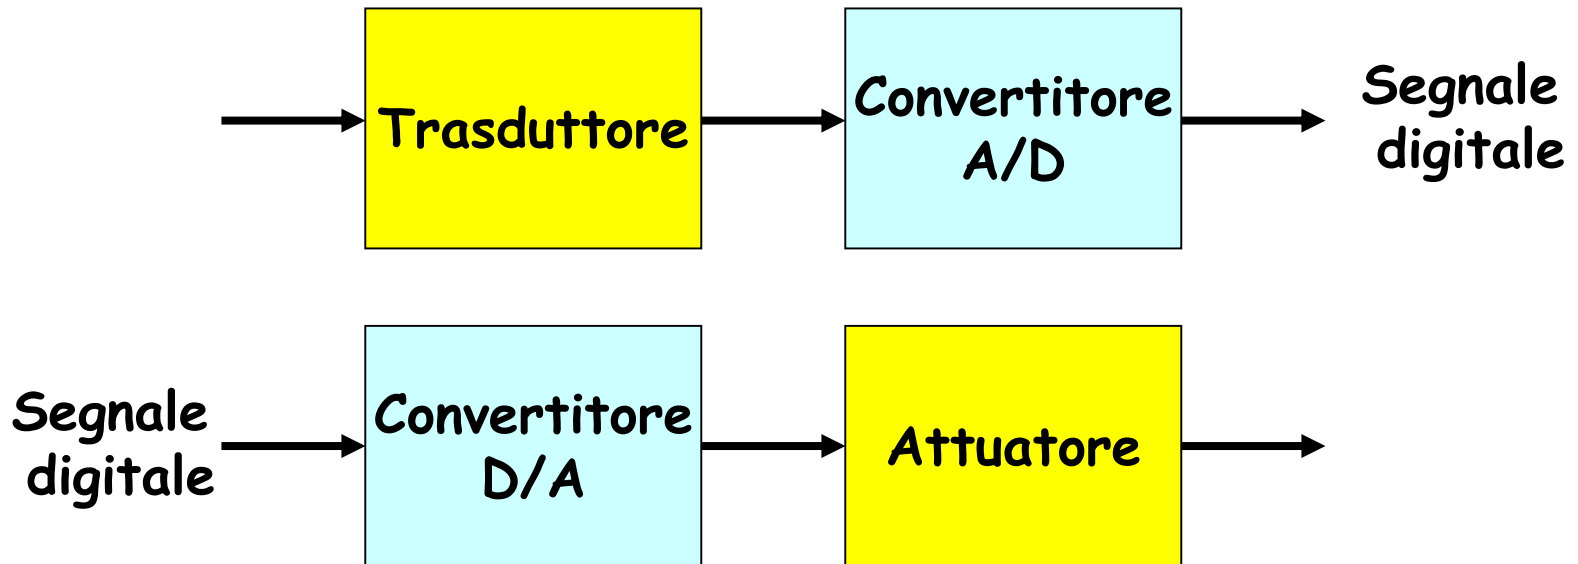 Trasduttore
Convertitore
A/D
Segnale
digitale
Segnale
digitale
Convertitore
D/A
Attuatore